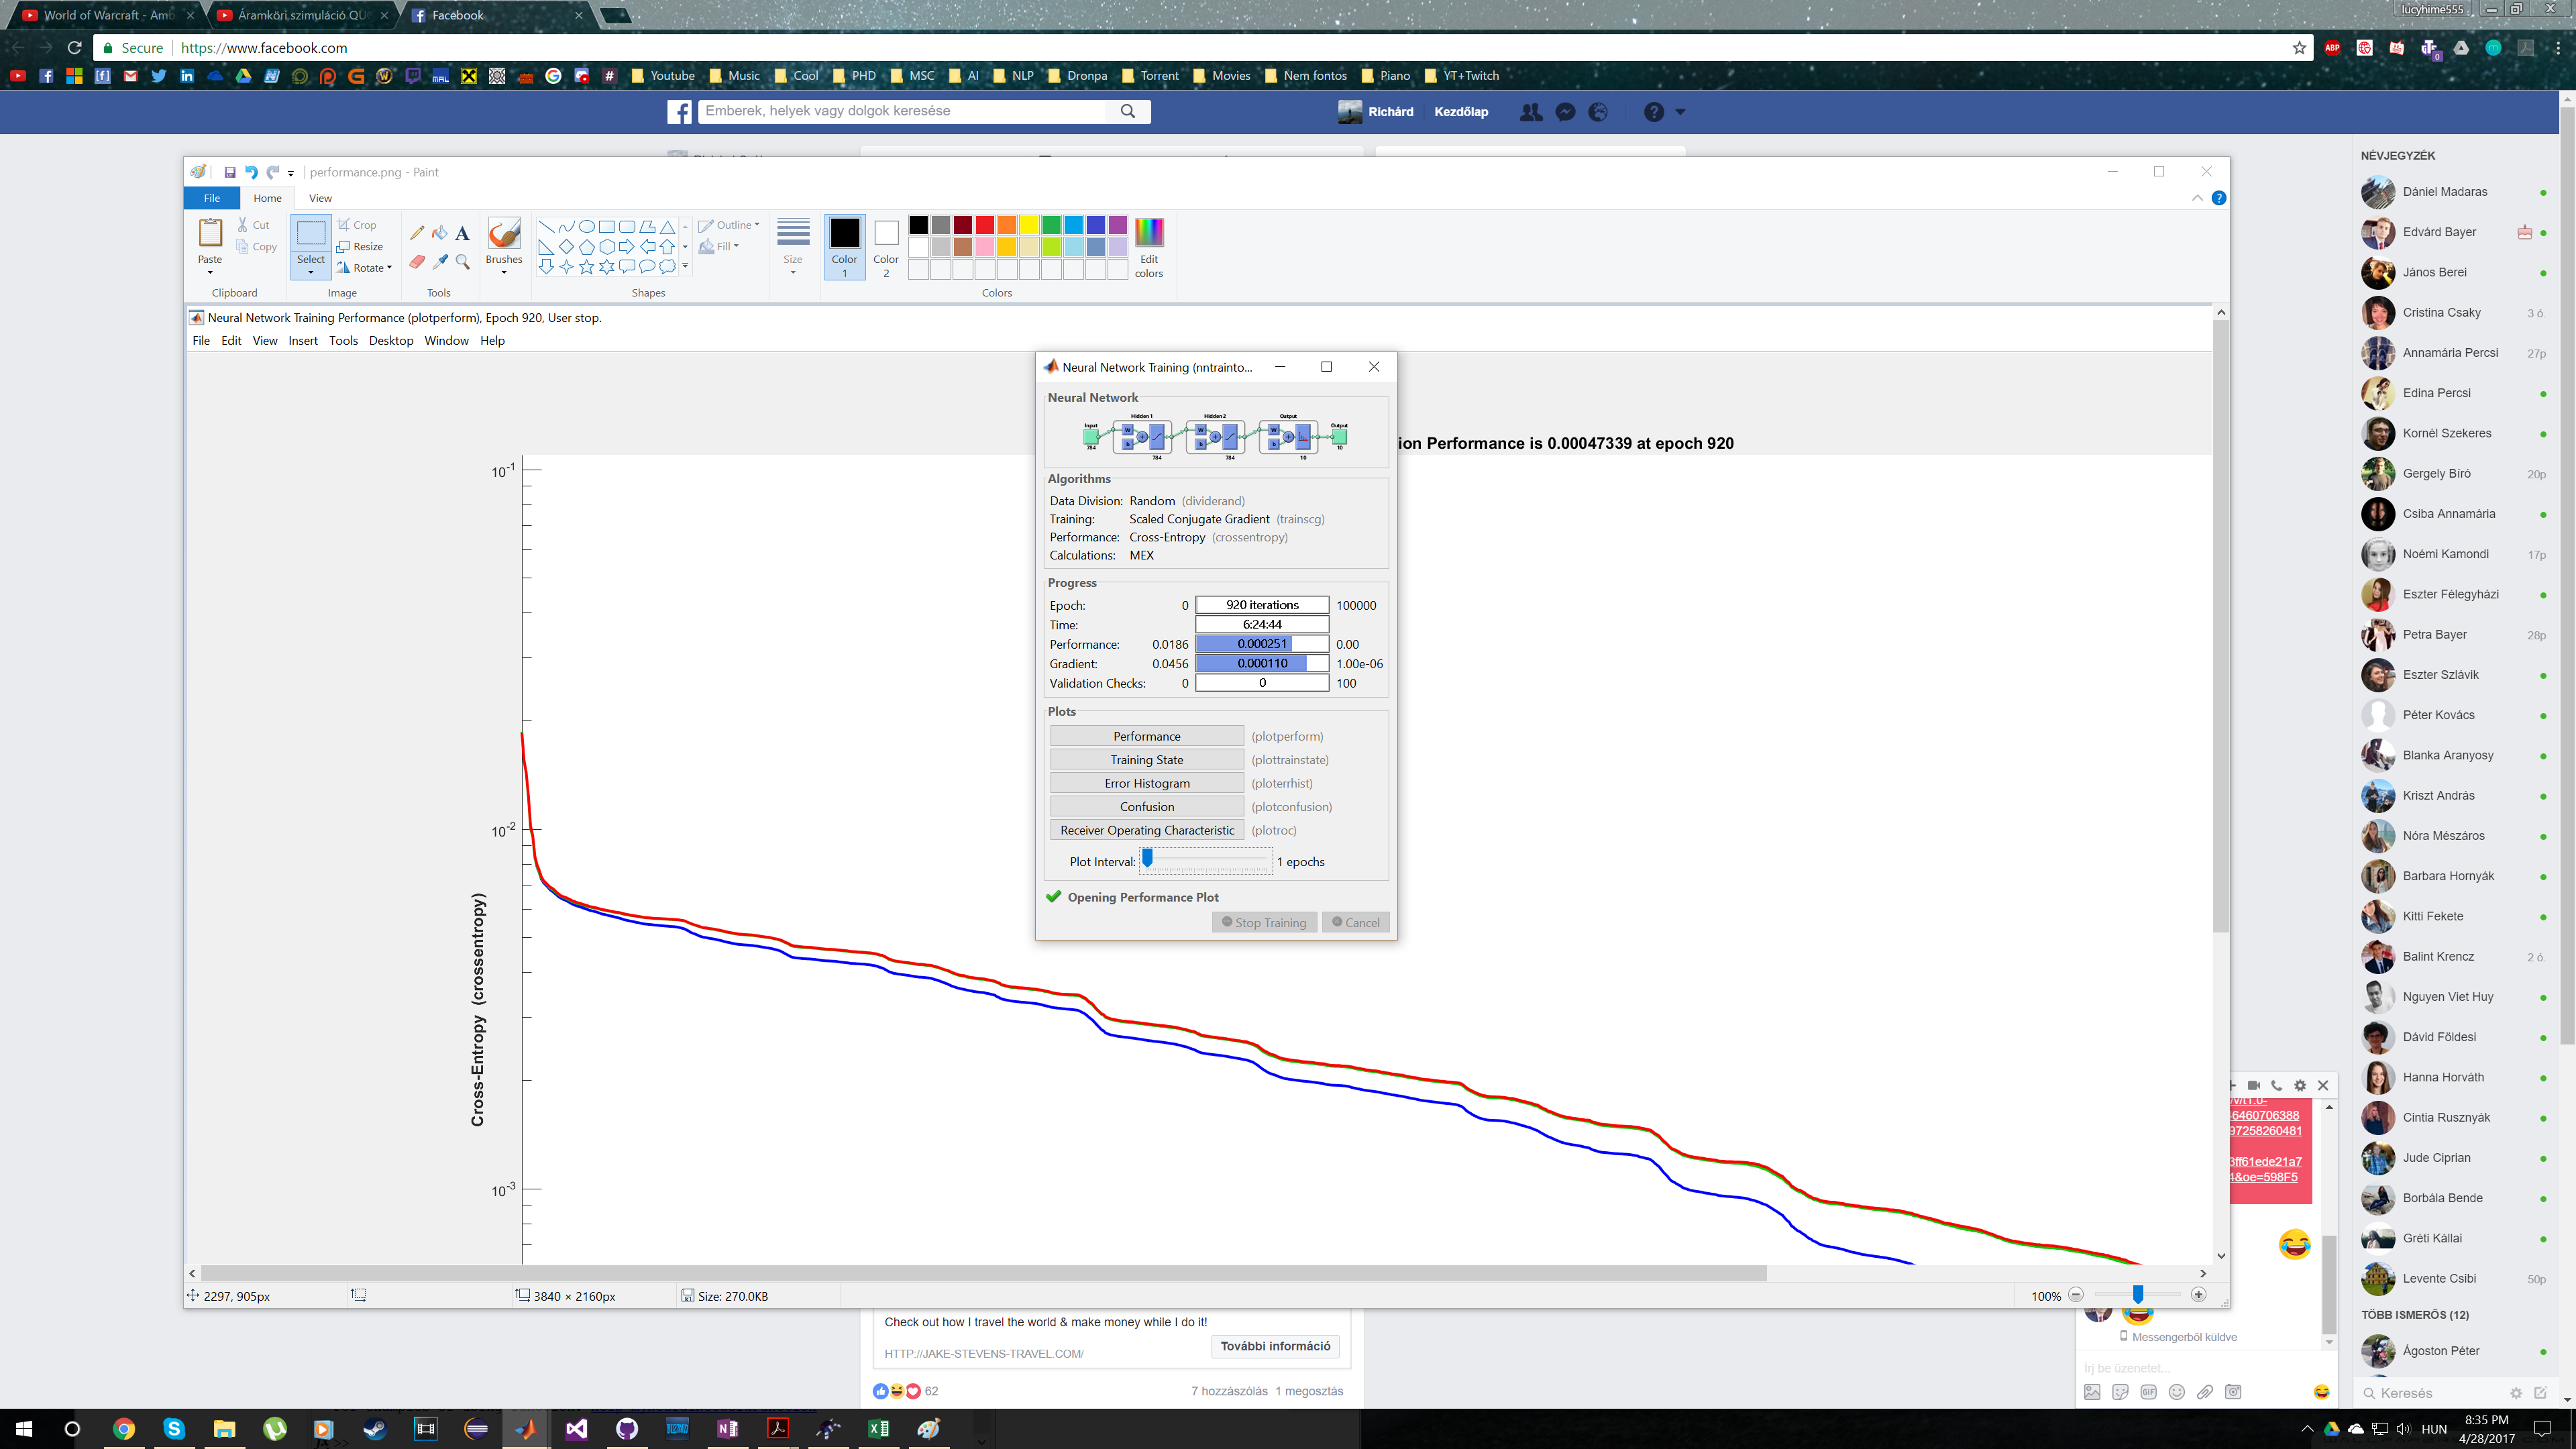 World of Warcraft - Amb
Áramköri szimuláció QU
Facebook
lucyhime555
Secure
https://www.facebook.com
Youtube
Music
Cool
PHD
MSC
AI
NLP
Dronpa
Torrent
Movies
Nem fontos
Piano
YT+Twitch
Emberek, helyek vagy dolgok keresése
Richárd
Kezdőlap
performance.png - Paint
File
Home
View
Paste
Cut
Copy
Clipboard
Select
Crop
Resize
Rotate
Image
Tools
Brushes
Shapes
Outline
Fill
Size
Color 1
Color 2
Colors
Edit colors
Neural Network Training Performance (plotperform), Epoch 920, User stop.
File Edit View Insert Tools Desktop Window Help
ion Performance is 0.00047339 at epoch 920
10-1
10-2
10-3
Cross-Entropy (crossentropy)
Neural Network Training (nntrainto...
Neural Network
Input
784
Hidden 1
W
b
784
Hidden 2
W
b
784
Output
W
b
10
Output
10
Algorithms
Data Division: Random (dividerand)
Training: Scaled Conjugate Gradient (trainscg)
Performance: Cross-Entropy (crossentropy)
Calculations: MEX
Progress
Epoch: 0 920 iterations 100000
Time: 6:24:44
Performance: 0.0186 0.000251 0.00
Gradient: 0.0456 0.000110 1.00e-06
Validation Checks: 0 0 100
Plots
Performance (plotperform)
Training State (plottrainstate)
Error Histogram (ploterrhist)
Confusion (plotconfusion)
Receiver Operating Characteristic (plotroc)
Plot Interval: 1 epochs
Opening Performance Plot
Stop Training
Cancel
2297, 905px
3840 × 2160px
Size: 270.0KB
100%
Check out how I travel the world & make money while I do it!
HTTP://JAKE-STEVENS-TRAVEL.COM/
További információ
62
7 hozzászólás 1 megosztás
6460706388
97258260481
3ff61ede21a7
4&oe=598F5
Messengerből küldve
Írj be üzenetet...
NÉVJEGYZÉK
Dániel Madaras
Edvárd Bayer
János Berei
Cristina Csaky 3 ó.
Annamária Percsi 27p
Edina Percsi
Kornél Szekeres
Gergely Bíró 20p
Csiba Annamária
Noémi Kamondi 17p
Eszter Félegyházi
Petra Bayer 28p
Eszter Szlávik
Péter Kovács
Blanka Aranyosy
Kriszt András
Nóra Mészáros
Barbara Hornyák
Kitti Fekete
Balint Krencz 2 ó.
Nguyen Viet Huy
Dávid Földesi
Hanna Horváth
Cintia Rusznyák
Jude Ciprian
Borbála Bende
Gréti Kállai
Levente Csibi 50p
TÖBB ISMERŐS (12)
Ágoston Péter
Keresés
HUN
8:35 PM
4/28/2017